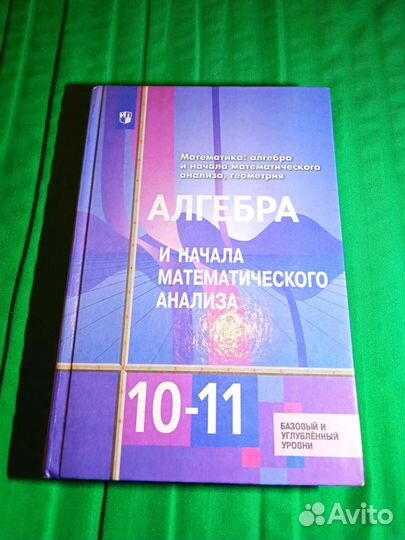 Математика: алгебра
и начала математического
анализа, геометрия
АЛГЕБРА
И НАЧАЛА
МАТЕМАТИЧЕСКОГО
АНАЛИЗА
10-11
БАЗОВЫЙ И
УГЛУБЛЁННЫЙ
УРОВНИ
Avito